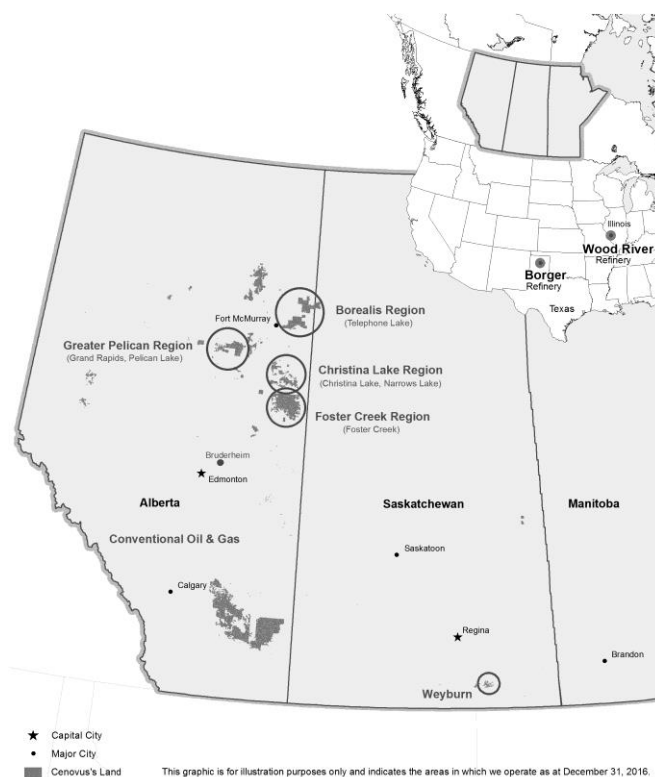 Illinois
Wood River
Refinery
Borger
Refinery
Texas
Borealis Region
(Telephone Lake)
Fort McMurray
Greater Pelican Region
(Grand Rapids, Pelican Lake)
Christina Lake Region
(Christina Lake, Narrows Lake)
Foster Creek Region
(Foster Creek)
Bruderheim
Edmonton
Alberta
Saskatchewan
Manitoba
Conventional Oil & Gas
Saskatoon
Calgary
Regina
Brandon
Weyburn
Capital City
Major City
Cenovus's Land
This graphic is for illustration purposes only and indicates the areas in which we operate as at December 31, 2016.